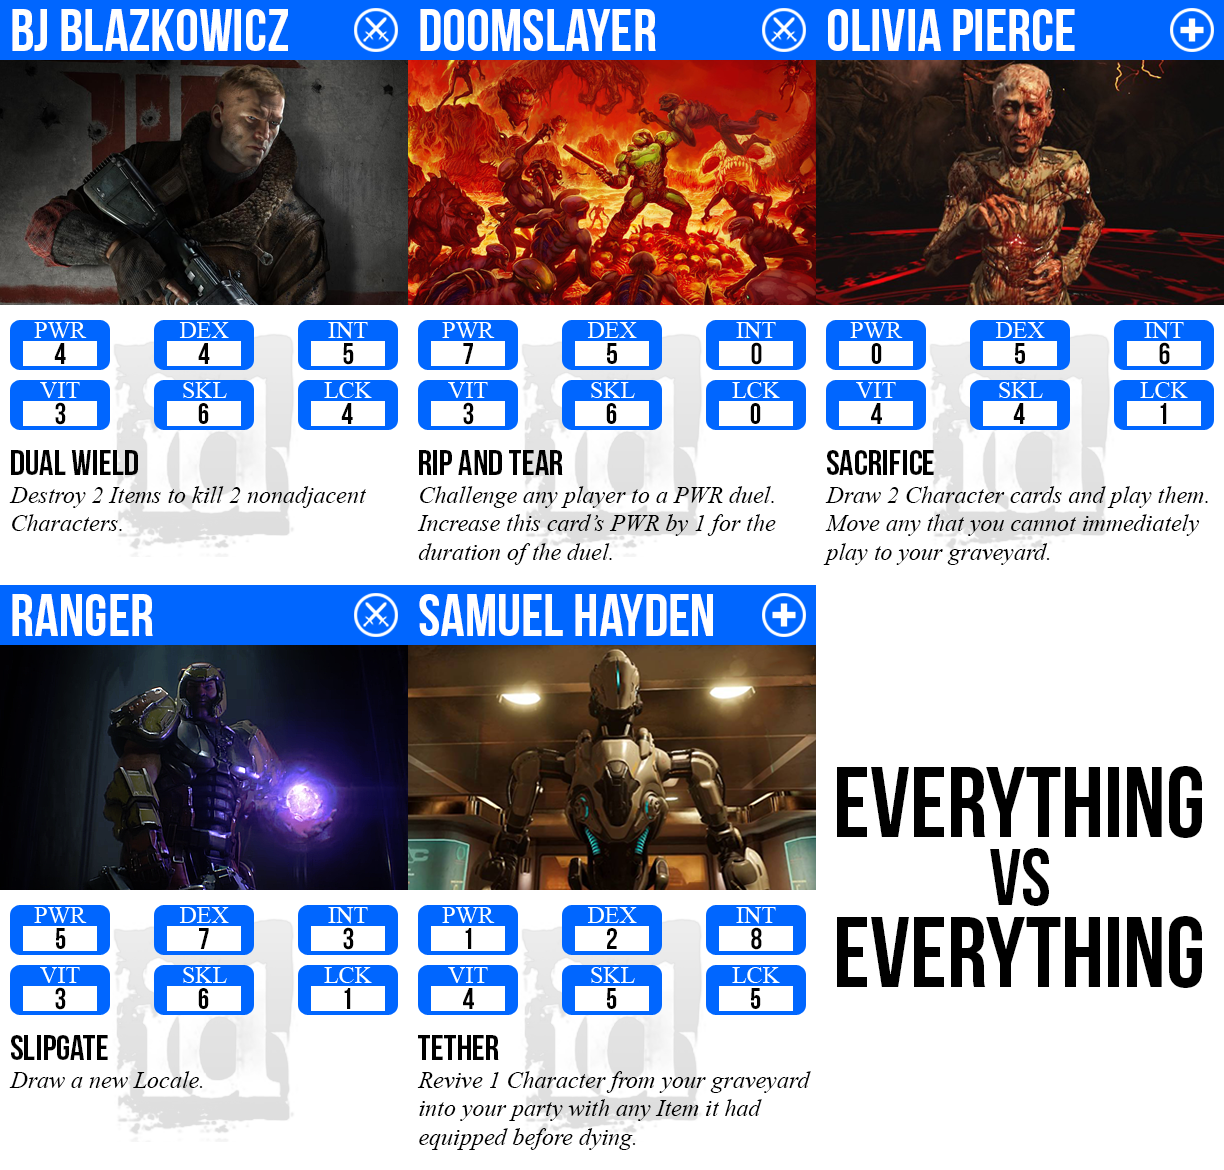 BJ BLAZKOWICZ
PWR DEX INT
4 4 5
VIT SKL LCK
3 6 4
DUAL WIELD
Destroy 2 Items to kill 2 nonadjacent
Characters.
DOOMSLAYER
PWR DEX INT
7 5 0
VIT SKL LCK
3 6 0
RIP AND TEAR
Challenge any player to a PWR duel.
Increase this card's PWR by 1 for the
duration of the duel.
OLIVIA PIERCE
PWR DEX INT
0 5 6
VIT SKL LCK
4 4 1
SACRIFICE
Draw 2 Character cards and play them.
Move any that you cannot immediately
play to your graveyard.
RANGER
PWR DEX INT
5 7 3
VIT SKL LCK
3 6 1
SLIPGATE
Draw a new Locale.
SAMUEL HAYDEN
PWR DEX INT
1 2 8
VIT SKL LCK
4 5 5
TETHER
Revive 1 Character from your graveyard
into your party with any Item it had
equipped before dying.
EVERYTHING
VS
EVERYTHING